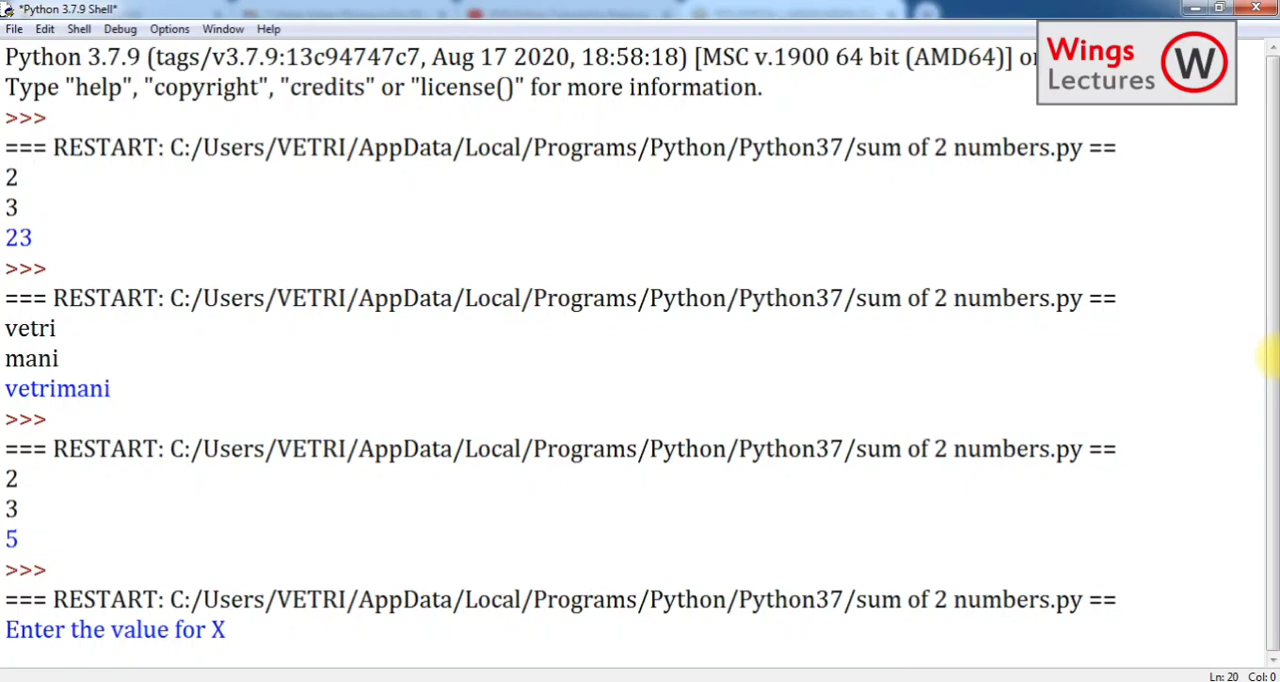 *Python 3.7.9 Shell*
File Edit Shell Debug Options Window Help
Python 3.7.9 (tags/v3.7.9:13c94747c7, Aug 17 2020, 18:58:18) [MSC v.1900 64 bit (AMD64)] on
Wings
Lectures
W
Type "help", "copyright", "credits" or "license()" for more information.
>>>
=== RESTART: C:/Users/VETRI/AppData/Local/Programs/Python/Python37/sum of 2 numbers.py ==
2
3
23
>>>
=== RESTART: C:/Users/VETRI/AppData/Local/Programs/Python/Python37/sum of 2 numbers.py ==
vetri
mani
vetrimani
>>>
=== RESTART: C:/Users/VETRI/AppData/Local/Programs/Python/Python37/sum of 2 numbers.py ==
2
3
5
>>>
=== RESTART: C:/Users/VETRI/AppData/Local/Programs/Python/Python37/sum of 2 numbers.py ==
Enter the value for X
Ln: 20 Col: 0